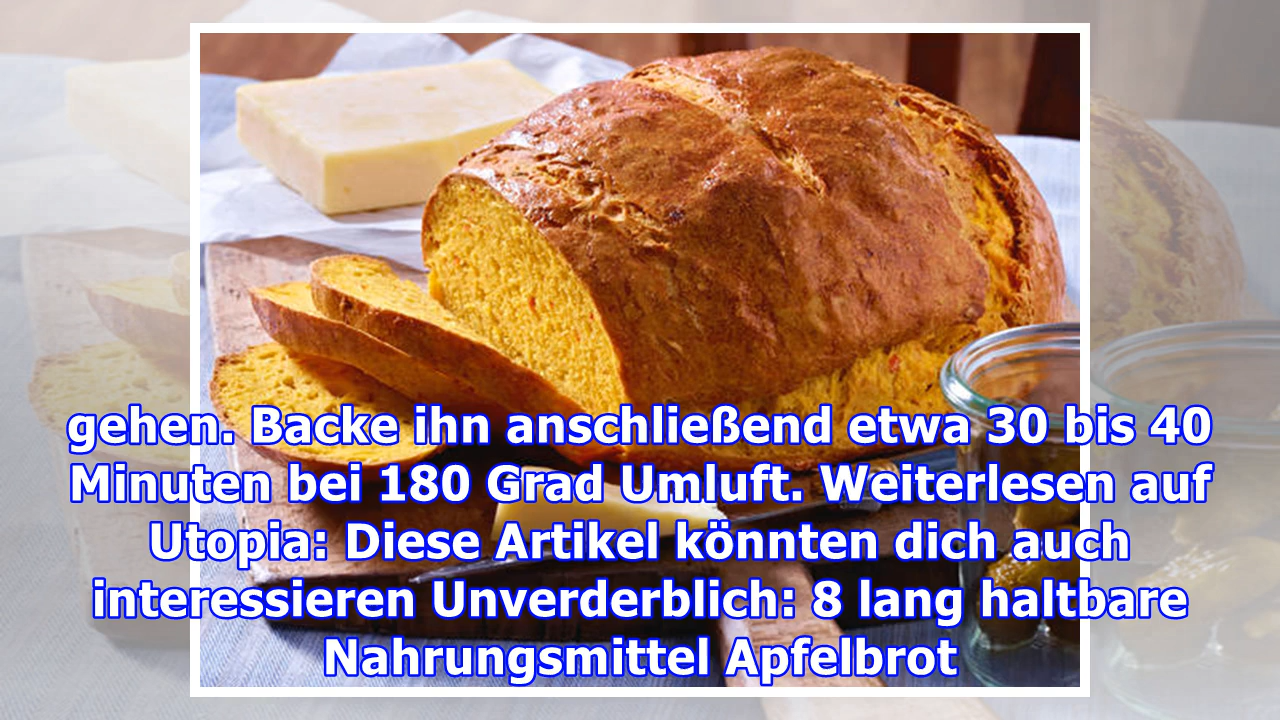 gehen. Backe ihn anschließend etwa 30 bis 40
Minuten bei 180 Grad Umluft. Weiterlesen auf
Utopia: Diese Artikel könnten dich auch
interessieren Unverderblich: 8 lang haltbare
Nahrungsmittel Apfelbrot